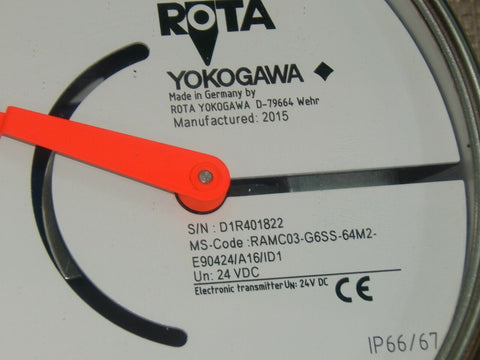 ROTA
YOKOGAWA
Made in Germany by
ROTA YOKOGAWA D-79664 Wehr
Manufactured: 2015
S/N : D1R401822
MS-Code :RAMC03-G6SS-64M2-
E90424/A16/ID1
Un: 24 VDC
Electronic transmitter UN: 24V DC
CE
IP66/67